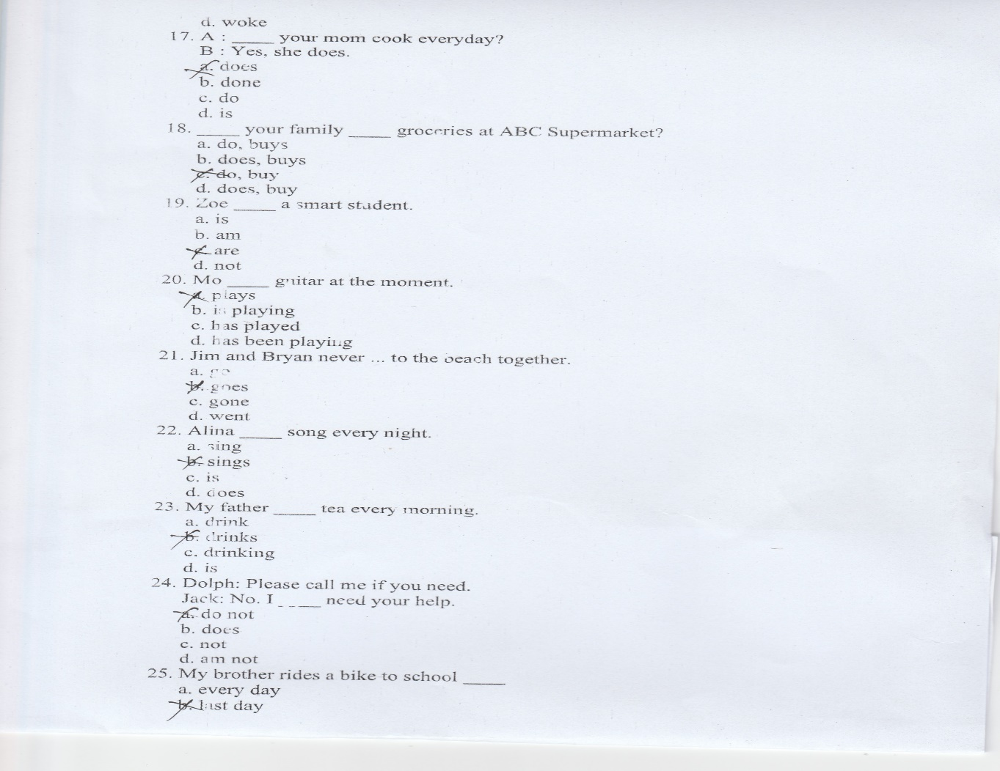 d. woke
17. A : _____ your mom cook everyday?
B : Yes, she does.
a. does
b. done
c. do
d. is
18. _____ your family _____ groceries at ABC Supermarket?
a. do, buys
b. does, buys
c. do, buy
d. does, buy
19. Zoe _____ a smart student.
a. is
b. am
c. are
d. not
20. Mo _____ guitar at the moment.
a. plays
b. is playing
c. has played
d. has been playing
21. Jim and Bryan never ... to the beach together.
a. go
b. goes
c. gone
d. went
22. Alina _____ song every night.
a. sing
b. sings
c. is
d. does
23. My father _____ tea every morning.
a. drink
b. drinks
c. drinking
d. is
24. Dolph: Please call me if you need.
Jack: No. I _____ need your help.
a. do not
b. does
c. not
d. am not
25. My brother rides a bike to school _____
a. every day
b. last day